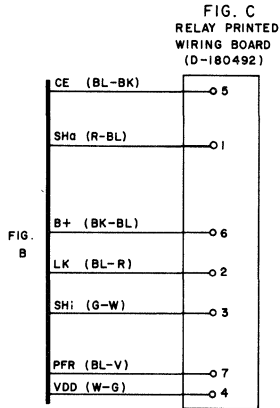 FIG. C
RELAY PRINTED
WIRING BOARD
(D-180492)
CE (BL-BK) 5
SHa (R-BL) 1
B+ (BK-BL) 6
FIG.
B
LK (BL-R) 2
SHi (G-W) 3
PFR (BL-V) 7
VDD (W-G) 4